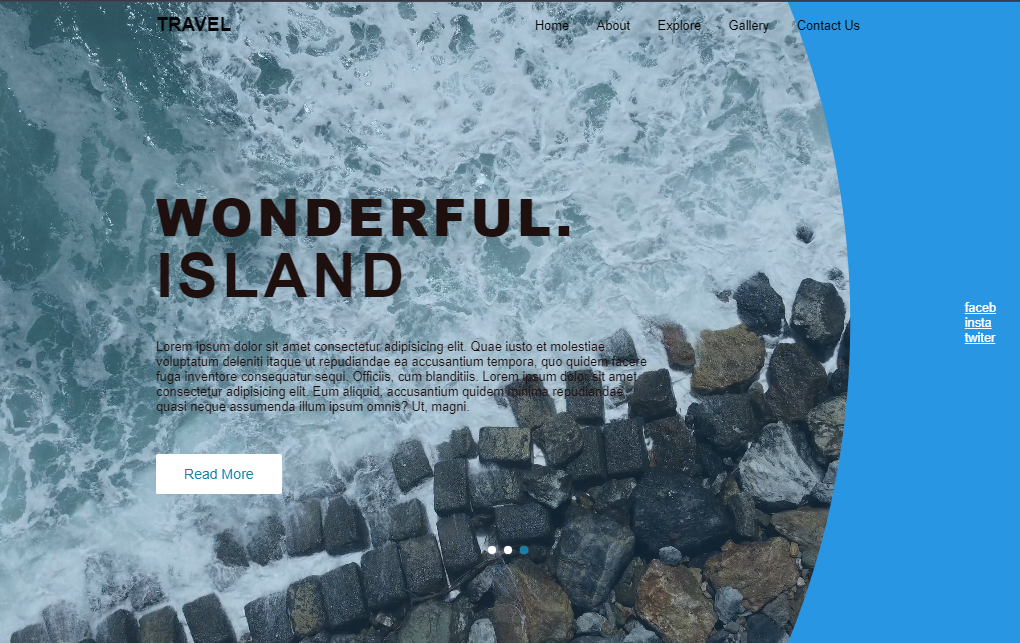 TRAVEL
Home About Explore Gallery Contact Us
WONDERFUL.
ISLAND
Lorem ipsum dolor sit amet consectetur adipisicing elit. Quae iusto et molestiae
voluptatum deleniti itaque ut repudiandae ea accusantium tempora, quo quidem facere
fuga inventore consequatur sequi. Officiis, cum blanditiis. Lorem ipsum dolor sit amet
consectetur adipisicing elit. Eum aliquid, accusantium quidem minima repudiandae
quasi neque assumenda illum ipsum omnis? Ut, magni.
Read More
faceb
insta
twiter